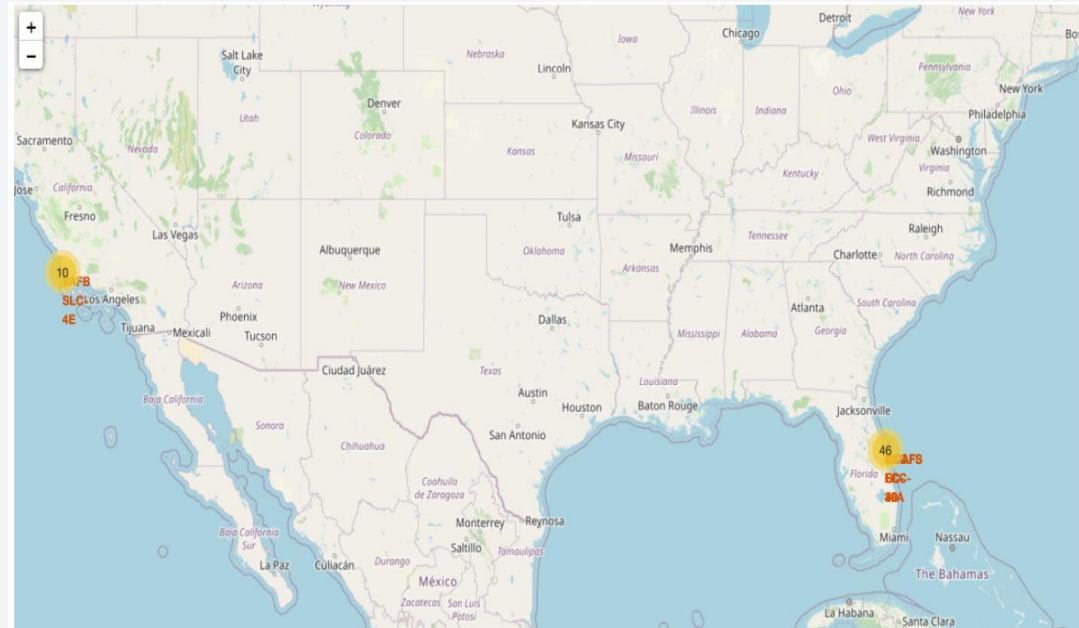 +
−
New York
Detroit
Chicago
Iowa
Nebraska
Salt Lake
City
Lincoln
Pennsylvania
New York
Ohio
Denver
Utah
Illinois
Indiana
Philadelphia
Kansas City
Colorado
Sacramento
Nevada
Kansas
Missouri
West Virginia
Washington
Virginia
Kentucky
Jose
California
Richmond
Fresno
Tulsa
Las Vegas
Raleigh
Tennessee
Albuquerque
Oklahoma
Memphis
Charlotte
North Carolina
Arkansas
10
Arizona
New Mexico
SLC-
Los Angeles
4E
South Carolina
Atlanta
Phoenix
Dallas
Tijuana
Mexicali
Tucson
Mississippi
Alabama
Georgia
Ciudad Juárez
Texas
Louisiana
Austin
Baja California
Houston
Baton Rouge
Jacksonville
Sonora
San Antonio
Chihuahua
46
Florida
Coahuila
de Zaragoza
Monterrey
Reynosa
Baja California
Sur
Miami
Nassau
Saltillo
Tamaulipas
La Paz
Culiacán
Durango
México
The Bahamas
Zacatecas
San Luis
Potosí
La Habana
Santa Clara